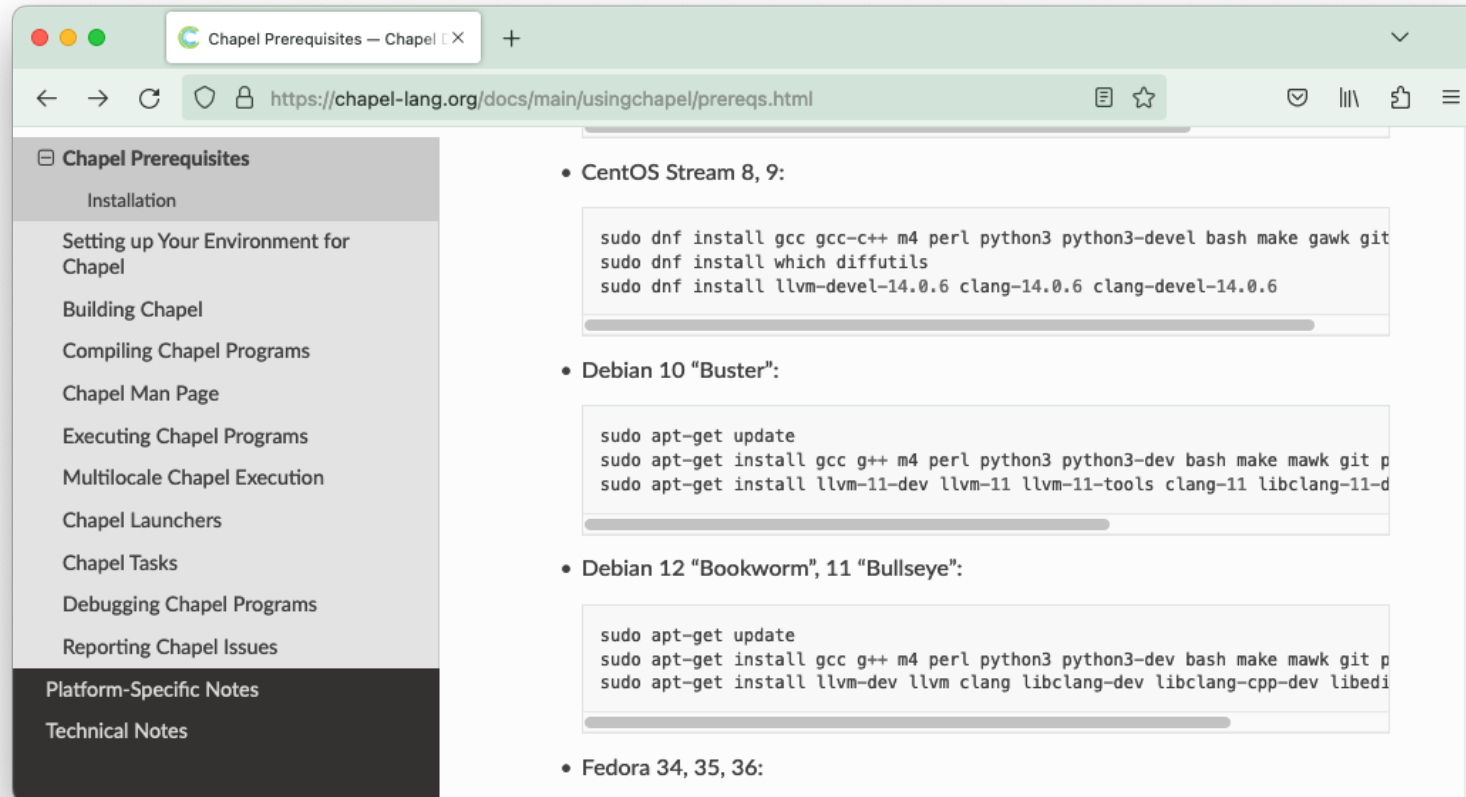 Chapel Prerequisites — Chapel
https://chapel-lang.org/docs/main/usingchapel/prereqs.html
Chapel Prerequisites
Installation
Setting up Your Environment for
Chapel
Building Chapel
Compiling Chapel Programs
Chapel Man Page
Executing Chapel Programs
Multilocale Chapel Execution
Chapel Launchers
Chapel Tasks
Debugging Chapel Programs
Reporting Chapel Issues
Platform-Specific Notes
Technical Notes
• CentOS Stream 8, 9:
sudo dnf install gcc gcc-c++ m4 perl python3 python3-devel bash make gawk git
sudo dnf install which diffutils
sudo dnf install llvm-devel-14.0.6 clang-14.0.6 clang-devel-14.0.6
• Debian 10 “Buster”:
sudo apt-get update
sudo apt-get install gcc g++ m4 perl python3 python3-dev bash make mawk git p
sudo apt-get install llvm-11-dev llvm-11 llvm-11-tools clang-11 libclang-11-d
• Debian 12 “Bookworm”, 11 “Bullseye”:
sudo apt-get update
sudo apt-get install gcc g++ m4 perl python3 python3-dev bash make mawk git p
sudo apt-get install llvm-dev llvm clang libclang-dev libclang-cpp-dev libedi
• Fedora 34, 35, 36: